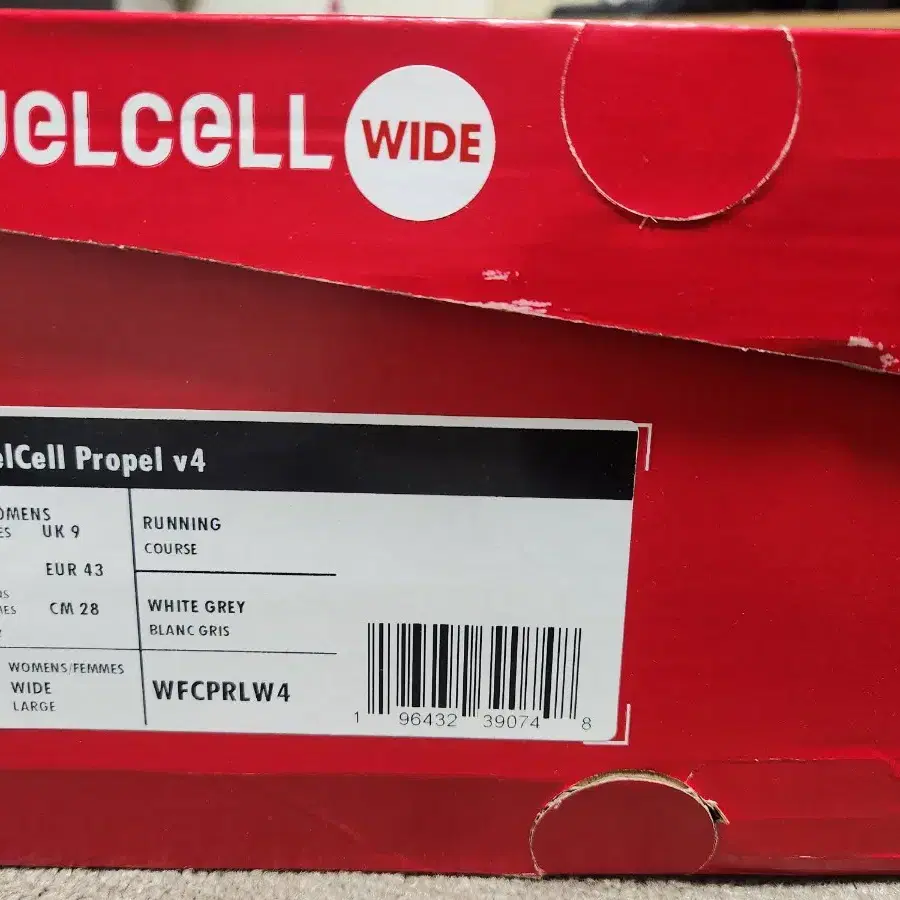 UELCELL WIDE
elCell Propel v4
OMENS
ES UK 9
EUR 43
CM 28
WOMENS/FEMMES
WIDE
LARGE
RUNNING
COURSE
WHITE GREY
BLANC GRIS
WFCPRLW4
1 96432 39074 8